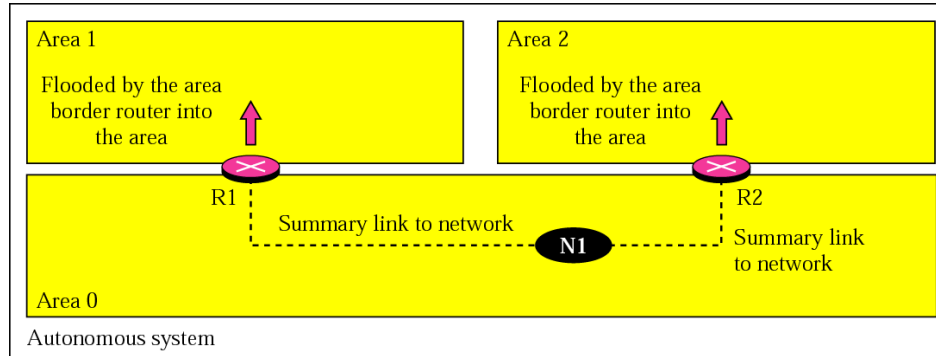 Area 1
Flooded by the area
border router into
the area
Area 2
Flooded by the area
border router into
the area
R1
R2
Summary link to network
N1
Summary link
to network
Area 0
Autonomous system